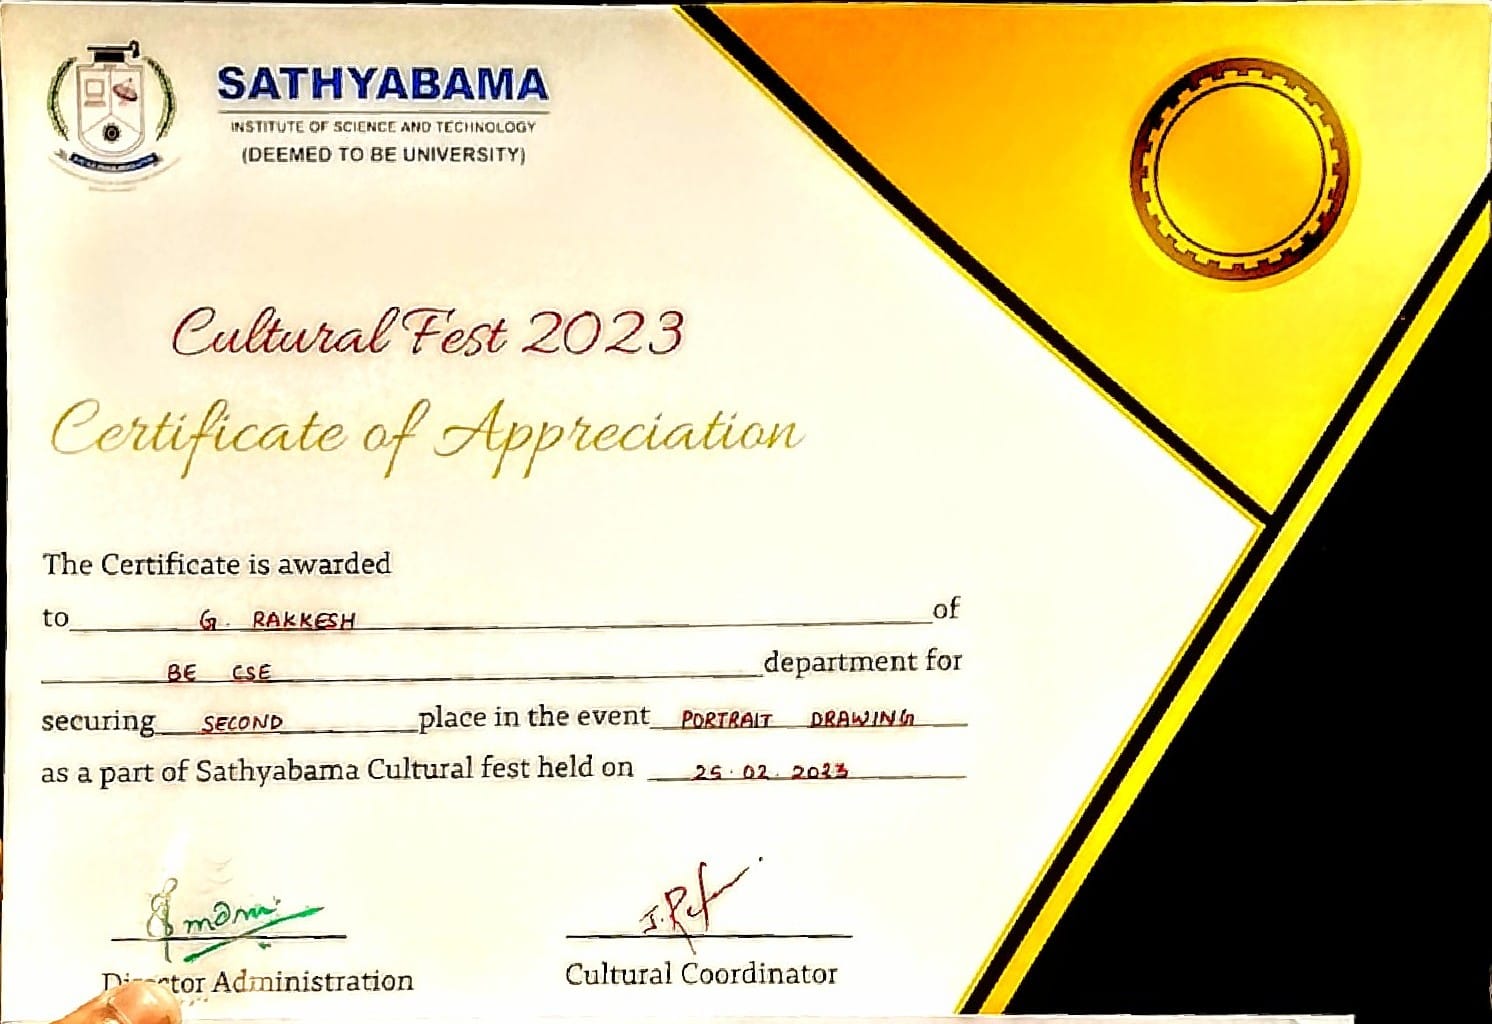 SATHYABAMA
INSTITUTE OF SCIENCE AND TECHNOLOGY
(DEEMED TO BE UNIVERSITY)
Cultural Fest 2023
Certificate of Appreciation
The Certificate is awarded
to G. RAKKESH of
BE CSE department for
securing SECOND place in the event PORTRAIT DRAWING
as a part of Sathyabama Cultural fest held on 25.02.2023
Director Administration
Cultural Coordinator